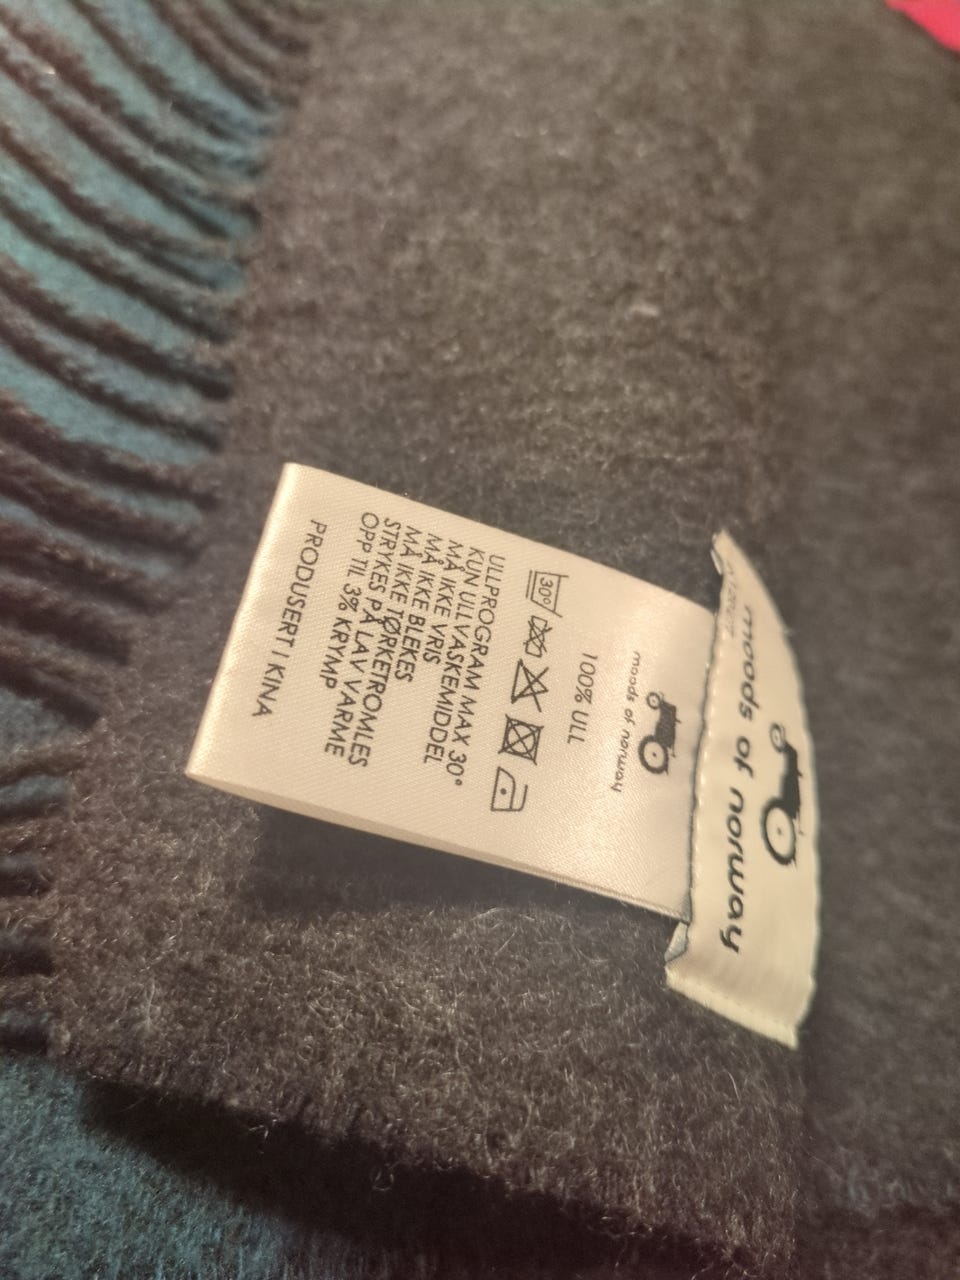 moods of norway
moods of norway
100% ULL
30°
ULLPROGRAM MAX 30°
KUN ULLVASKEMIDDEL
MÅ IKKE VRIS
MÅ IKKE BLEKES
MÅ IKKE TØRKETROMLES
STRYKES PÅ LAV VARME
OPP TIL 3% KRYMP
PRODUSERT I KINA